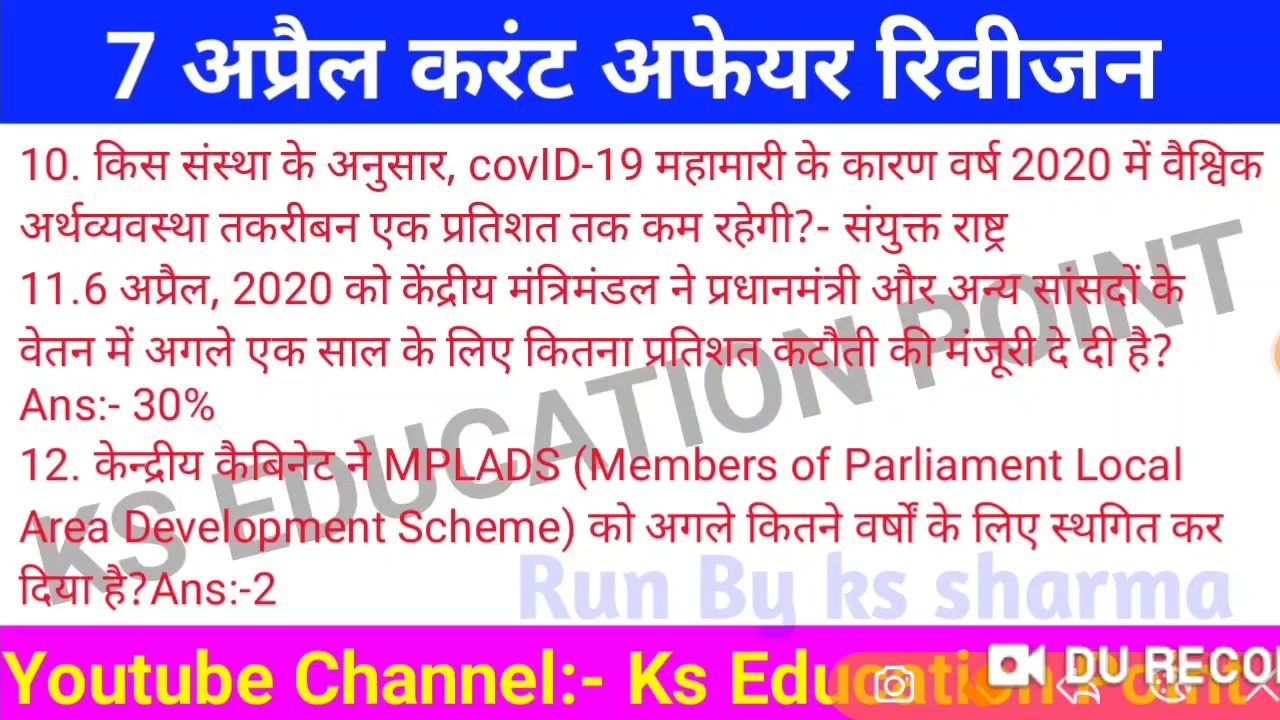 7 अप्रैल करंट अफेयर रिवीजन
10. किस संस्था के अनुसार, covID-19 महामारी के कारण वर्ष 2020 में वैश्विक
अर्थव्यवस्था तकरीबन एक प्रतिशत तक कम रहेगी?- संयुक्त राष्ट्र
11.6 अप्रैल, 2020 को केंद्रीय मंत्रिमंडल ने प्रधानमंत्री और अन्य सांसदों के
वेतन में अगले एक साल के लिए कितना प्रतिशत कटौती की मंजूरी दे दी है?
Ans:- 30%
12. केन्द्रीय कैबिनेट ने MPLADS (Members of Parliament Local
Area Development Scheme) को अगले कितने वर्षों के लिए स्थगित कर
दिया है?Ans:-2
KS EDUCATION POINT
Run By ks sharma
Youtube Channel:- Ks Education Point
DU RECO